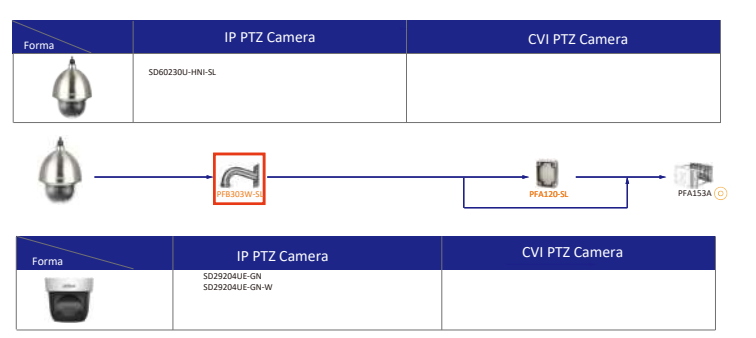 Forma
IP PTZ Camera
CVI PTZ Camera
SD60230U-HNI-SL
PFB303W-SL
PFA120-SL
PFA153A
Forma
IP PTZ Camera
CVI PTZ Camera
SD29204UE-GN
SD29204UE-GN-W